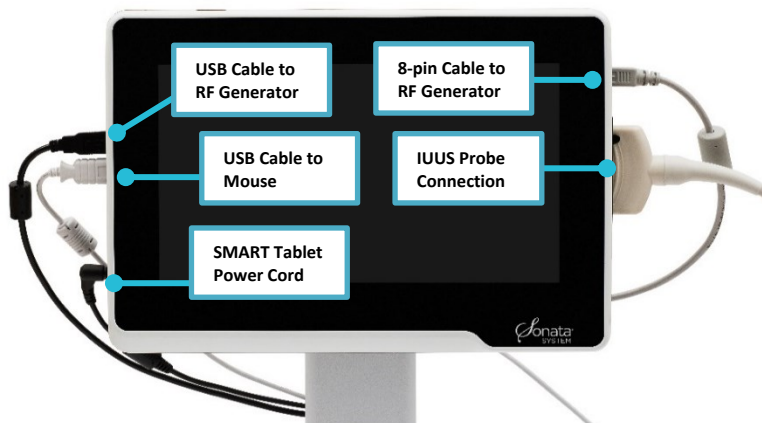 USB Cable to
RF Generator
8-pin Cable to
RF Generator
USB Cable to
Mouse
IUUS Probe
Connection
SMART Tablet
Power Cord
Sonata
SYSTEM